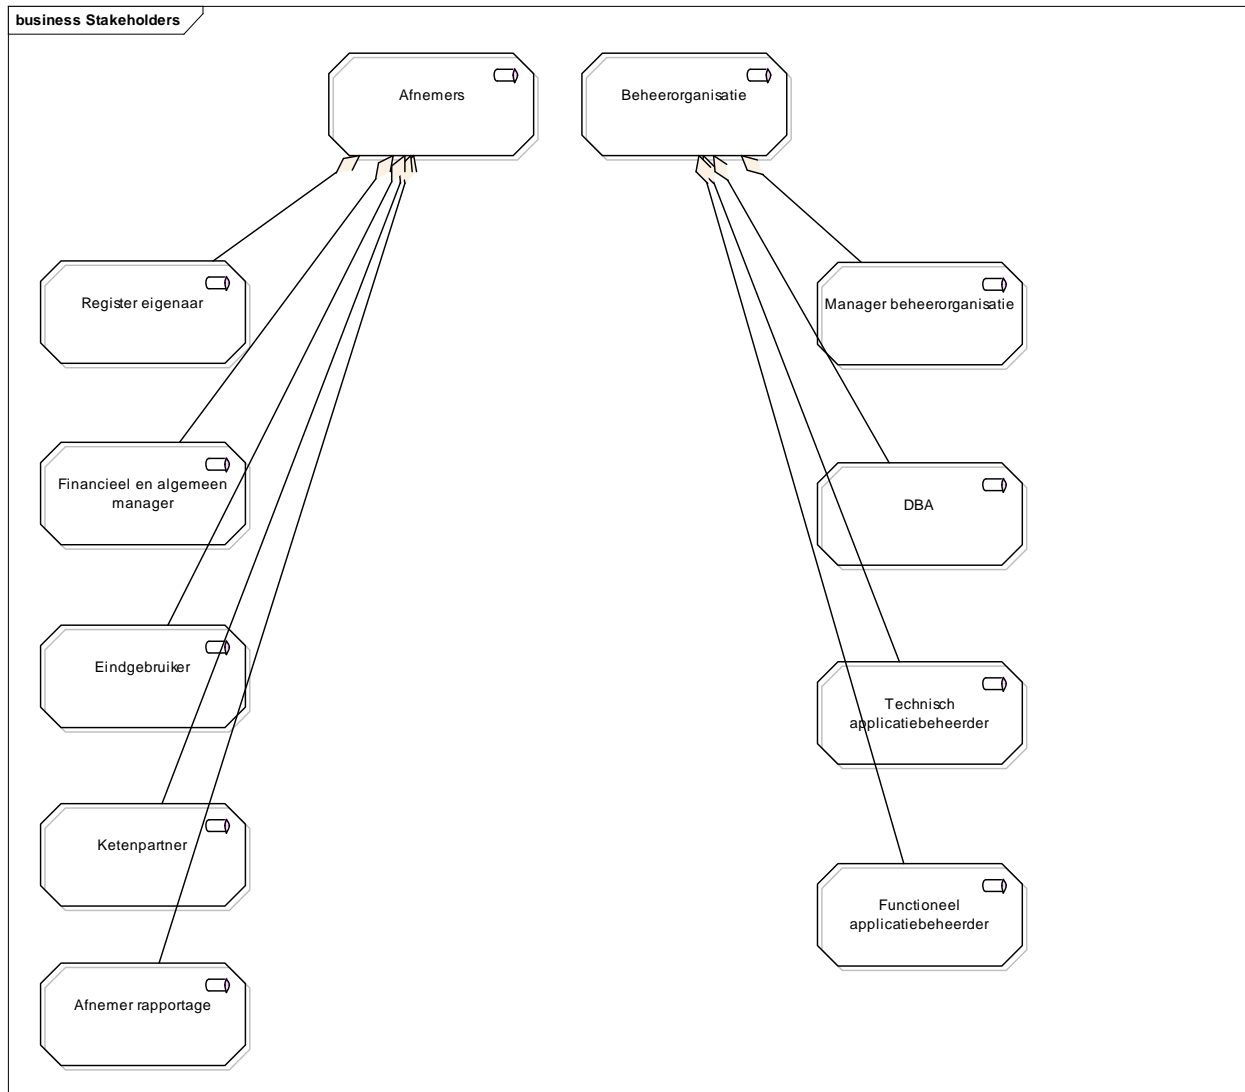 business Stakeholders
Afnemers
Beheerorganisatie
Register eigenaar
Manager beheerorganisatie
Financieel en algemeen
manager
DBA
Eindgebruiker
Technisch
applicatiebeheerder
Ketenpartner
Functioneel
applicatiebeheerder
Afnemer rapportage